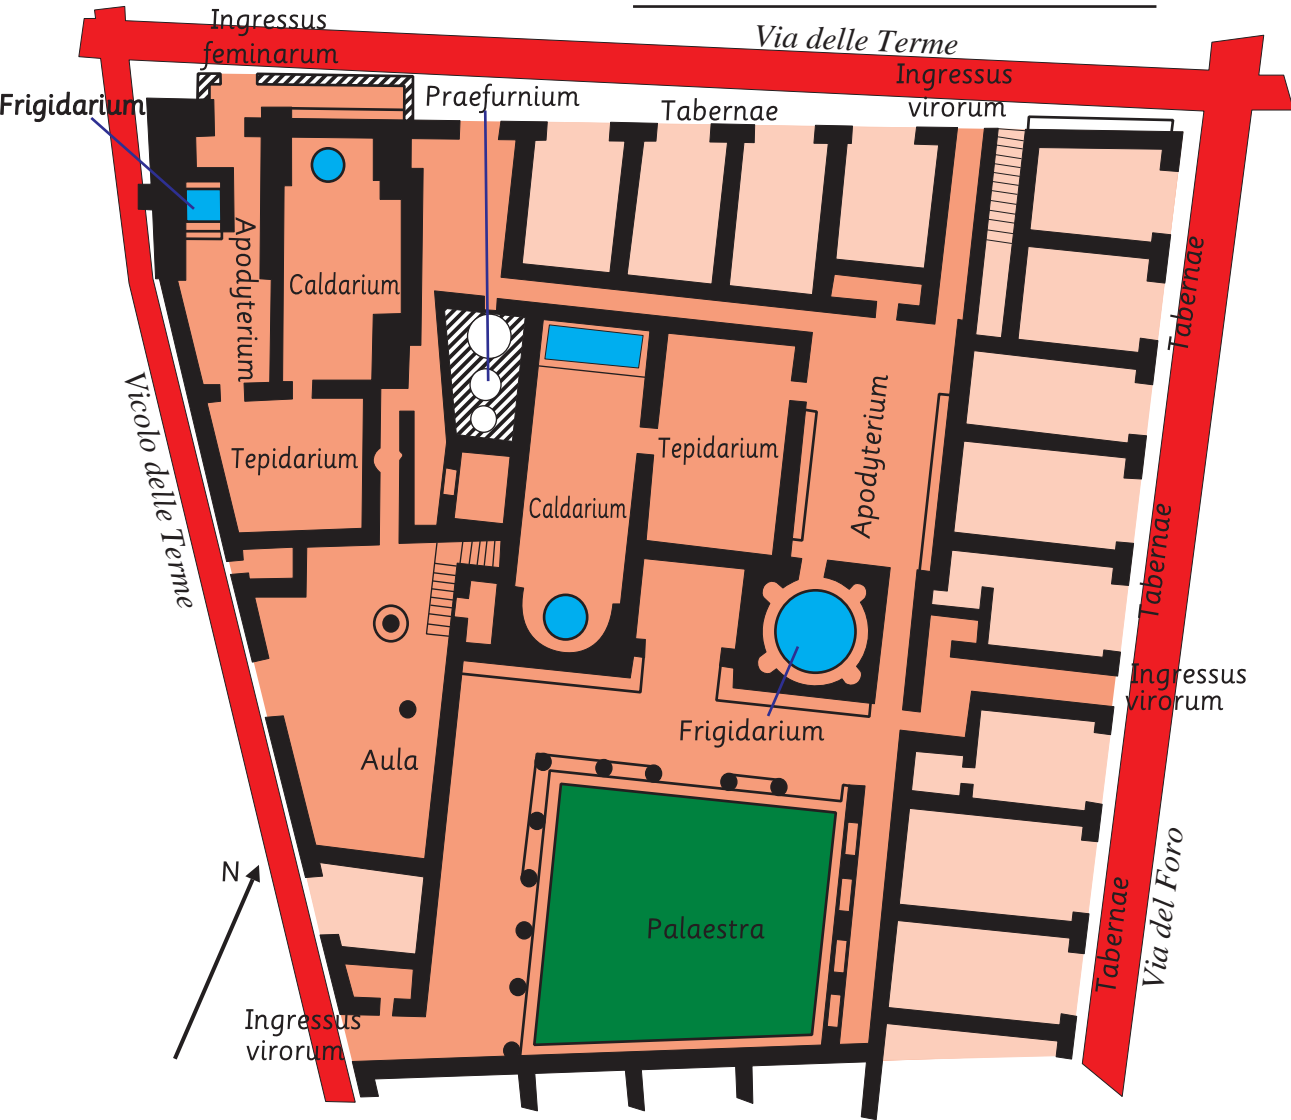 Ingressus
feminarum
Via delle Terme
Ingressus
virorum
Frigidarium
Praefurnium
Tabernae
Apodyterium
Caldarium
Tabernae
Vicolo delle Terme
Tepidarium
Caldarium
Tepidarium
Apodyterium
Tabernae
Ingressus
virorum
Frigidarium
Aula
N
Palaestra
Tabernae
Via del Foro
Ingressus
virorum